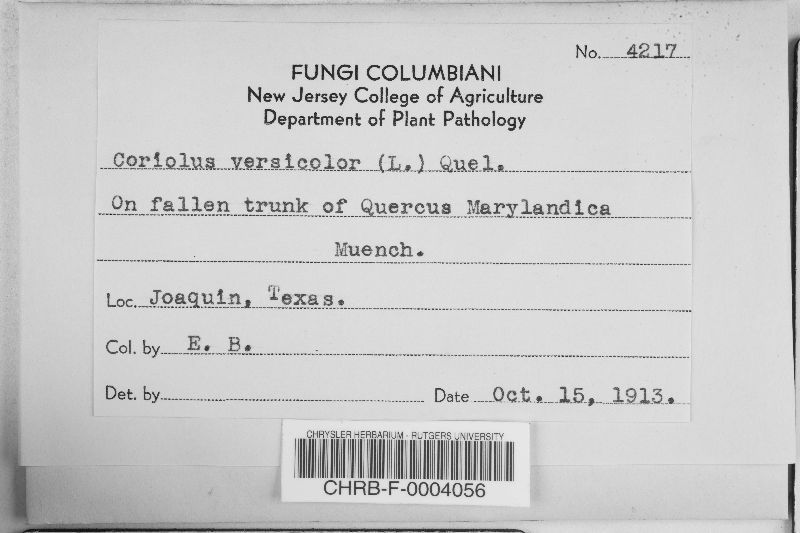 No. 4217
FUNGI COLUMBIANI
New Jersey College of Agriculture
Department of Plant Pathology
Coriolus versicolor (L.) Quel.
On fallen trunk of Quercus Marylandica
Muench.
Loc. Joaquin, Texas.
Col. by E. B.
Det. by Date Oct. 15, 1913.
CHRYSLER HERBARIUM - RUTGERS UNIVERSITY
CHRB-F-0004056